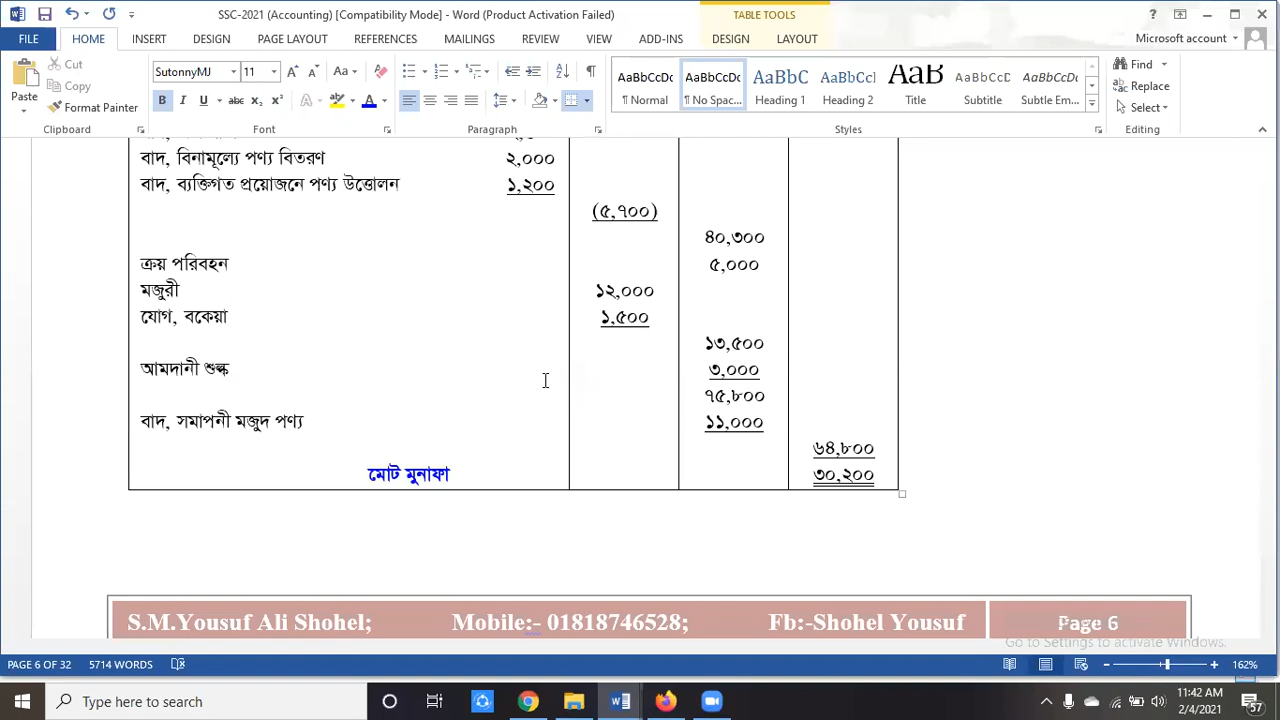 SSC-2021 (Accounting) [Compatibility Mode] - Word (Product Activation Failed)
TABLE TOOLS
FILE HOME INSERT DESIGN PAGE LAYOUT REFERENCES MAILINGS REVIEW VIEW ADD-INS DESIGN LAYOUT Microsoft account
Paste
Cut
Copy
Format Painter
Clipboard
SutonnyMJ 11
Font
Paragraph
AaBbCcDc AaBbCcDc AaBbC AaBbCc AaB AaBbCcD AaBbCcDc
¶ Normal ¶ No Spac... Heading 1 Heading 2 Title Subtitle Subtle Em...
Styles
Find
Replace
Select
Editing
বাদ, বিনামূল্যে পণ্য বিতরণ ২,০০০
বাদ, ব্যক্তিগত প্রয়োজনে পণ্য উত্তোলন ১,২০০
(৫,৭০০)
৪০,৩০০
ক্রয় পরিবহন ৫,০০০
মজুরী ১২,০০০
যোগ, বকেয়া ১,৫০০
১৩,৫০০
আমদানী শুল্ক ৩,০০০
৭৫,৮০০
বাদ, সমাপনী মজুদ পণ্য ১১,০০০
৬৪,৮০০
মোট মুনাফা ৩০,২০০
S.M.Yousuf Ali Shohel; Mobile:- 01818746528; Fb:-Shohel Yousuf Page 6
Go to Settings to activate Windows.
PAGE 6 OF 32 5714 WORDS 162%
Type here to search
11:42 AM
2/4/2021
57